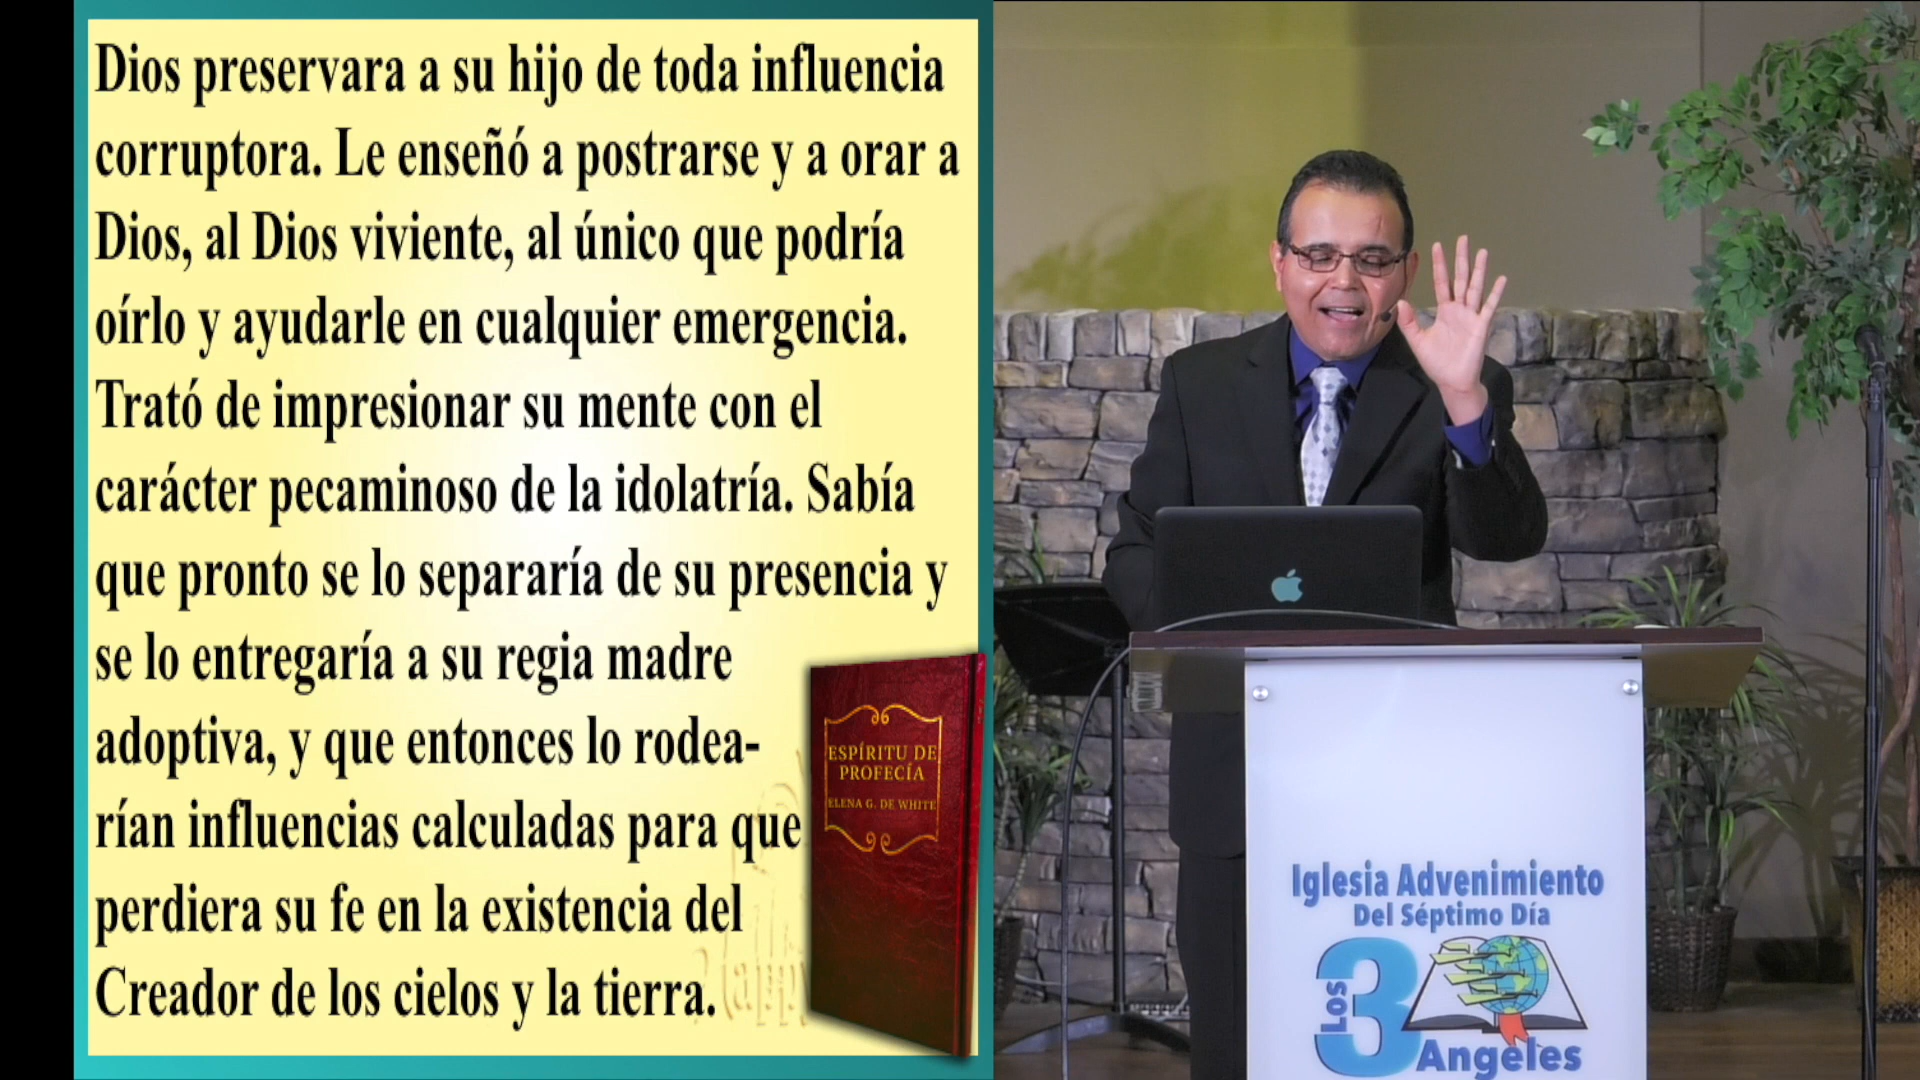 Dios preservara a su hijo de toda influencia
corruptora. Le enseñó a postrarse y a orar a
Dios, al Dios viviente, al único que podría
oírlo y ayudarle en cualquier emergencia.
Trató de impresionar su mente con el
carácter pecaminoso de la idolatría. Sabía
que pronto se lo separaría de su presencia y
se lo entregaría a su regia madre
adoptiva, y que entonces lo rodea-
rían influencias calculadas para que
perdiera su fe en la existencia del
Creador de los cielos y la tierra.
ESPÍRITU DE
PROFECÍA
ELENA G. DE WHITE
Iglesia Advenimiento
Del Séptimo Día
Los 3
Angeles